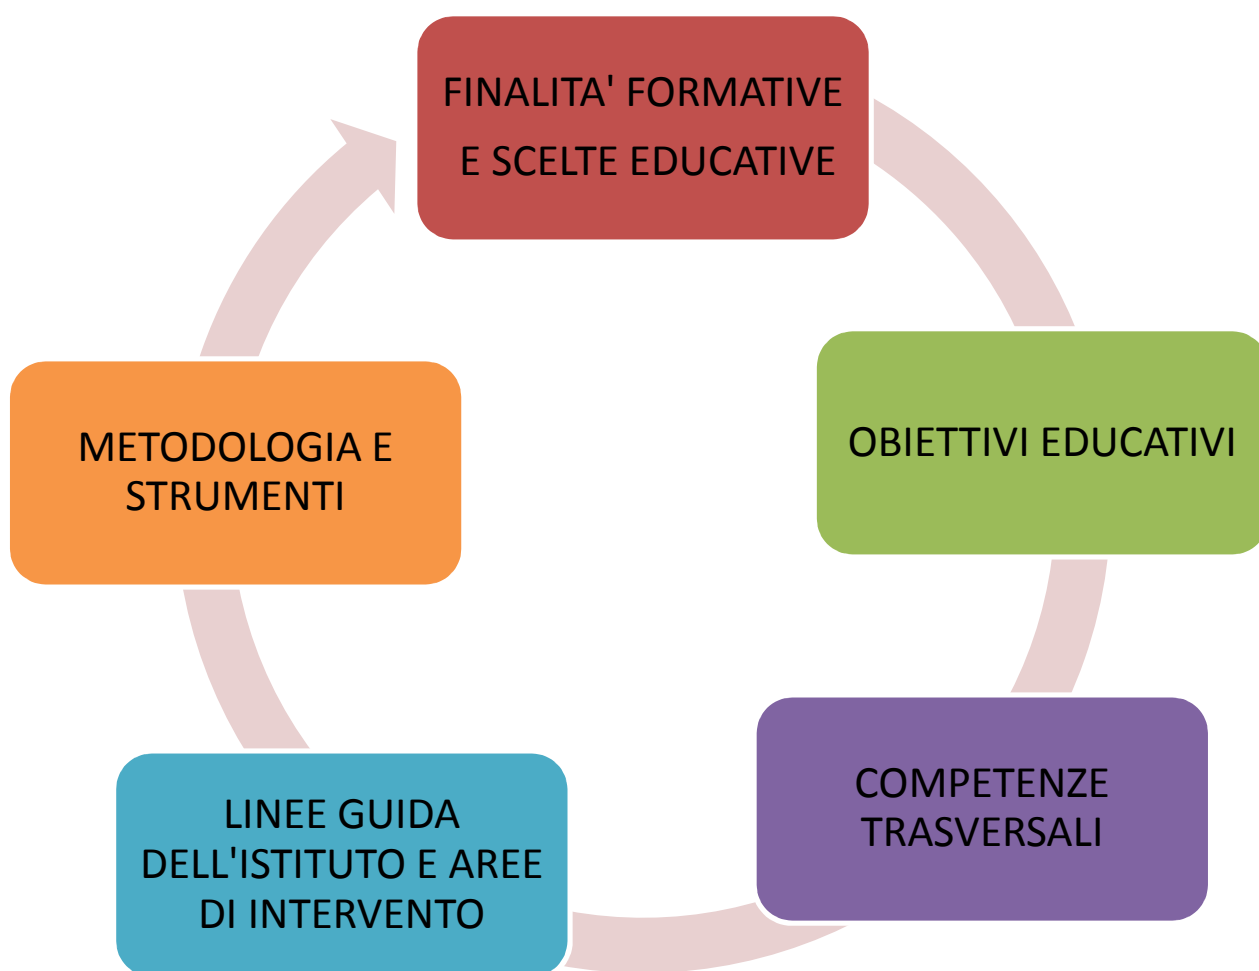 FINALITA' FORMATIVE
E SCELTE EDUCATIVE
OBIETTIVI EDUCATIVI
COMPETENZE
TRASVERSALI
LINEE GUIDA
DELL'ISTITUTO E AREE
DI INTERVENTO
METODOLOGIA E
STRUMENTI